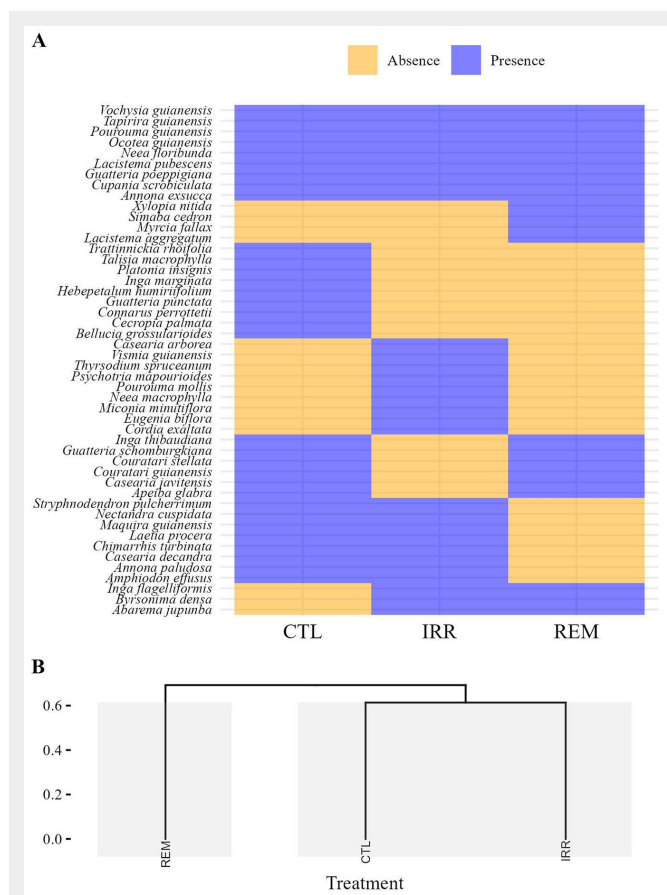 A
Absence Presence
Vochysia guianensis
Tapirira guianensis
Pourouma guianensis
Ocotea guianensis
Neea floribunda
Lacistema pubescens
Guatteria poeppigiana
Cupania scrobiculata
Annona exsucca
Xylopia nitida
Simaba cedron
Myrcia fallax
Lacistema aggregatum
Trattinnickia rhoifolia
Talisia macrophylla
Platonia insignis
Inga marginata
Hebepetalum humiriifolium
Guatteria punctata
Connarus perrottetii
Cecropia palmata
Bellucia grossularioides
Casearia arborea
Vismia guianensis
Thyrsodium spruceanum
Psychotria mapourioides
Pourouma mollis
Neea macrophylla
Miconia minutiflora
Eugenia biflora
Cordia exaltata
Inga thibaudiana
Guatteria schomburgkiana
Couratari stellata
Couratari guianensis
Casearia javitensis
Apeiba glabra
Stryphnodendron pulcherrimum
Nectandra cuspidata
Maquira guianensis
Laetia procera
Chimarrhis turbinata
Casearia decandra
Annona paludosa
Amphiodon effusus
Inga flagelliformis
Byrsonima densa
Abarema jupunba
CTL IRR REM
B
0.6
0.4
0.2
0.0
REM CTL IRR
Treatment